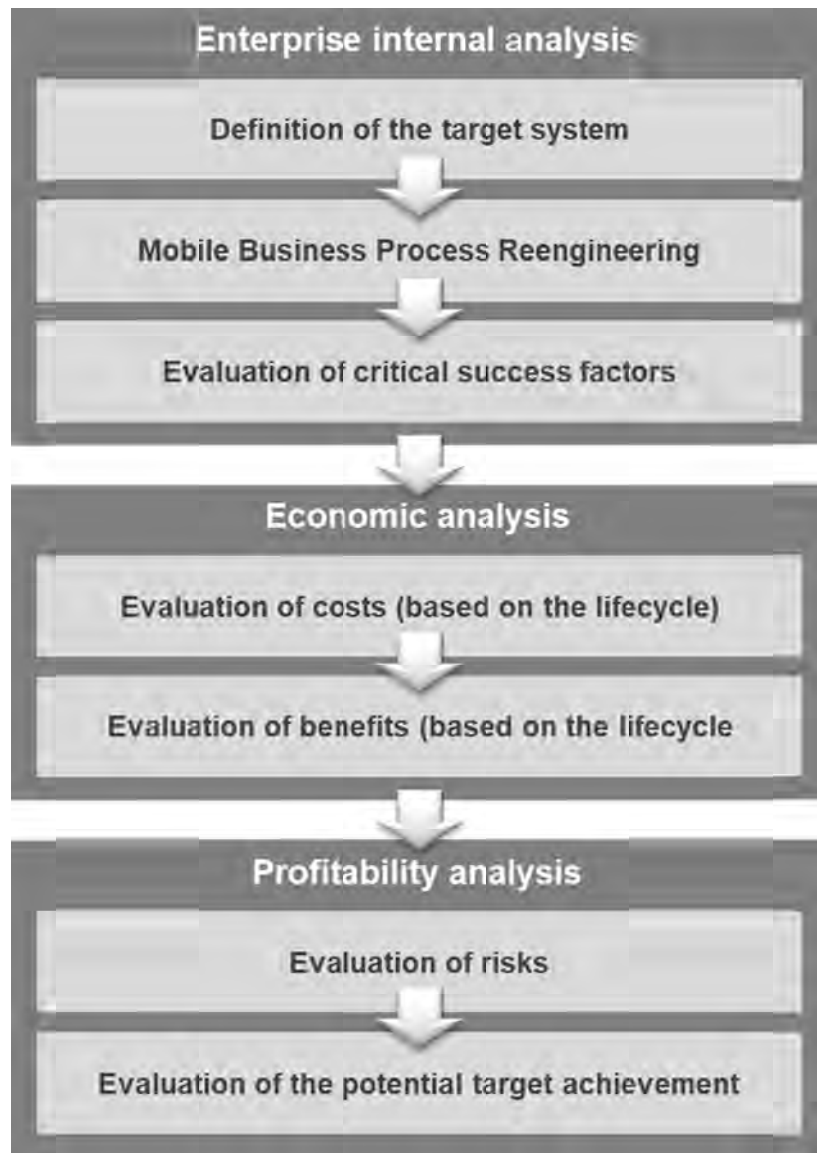 Enterprise internal analysis
Definition of the target system
Mobile Business Process Reengineering
Evaluation of critical success factors
Economic analysis
Evaluation of costs (based on the lifecycle)
Evaluation of benefits (based on the lifecycle
Profitability analysis
Evaluation of risks
Evaluation of the potential target achievement